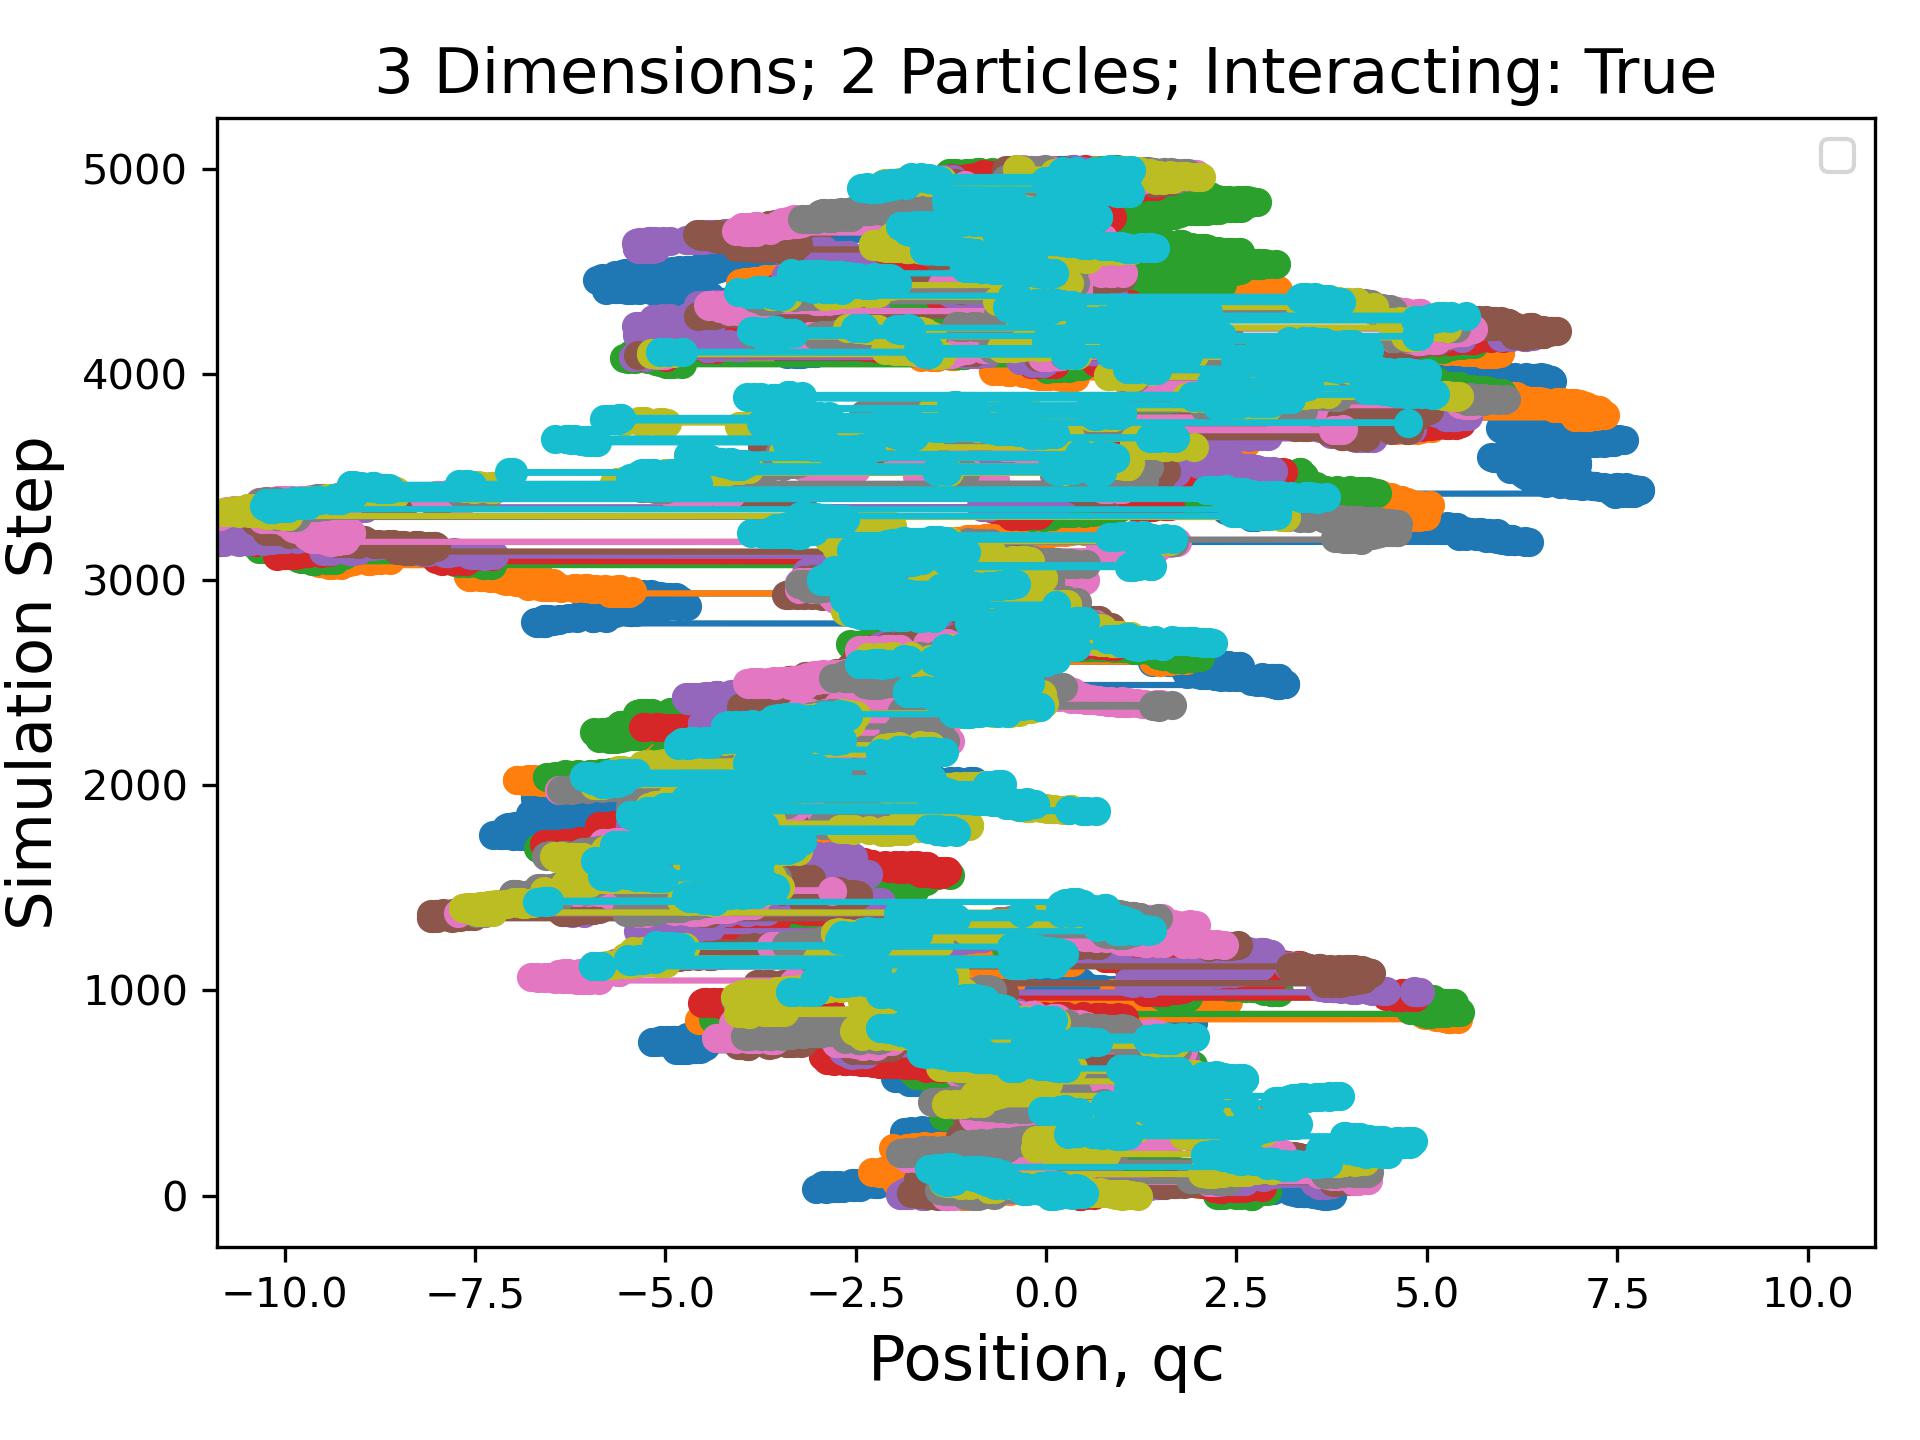 3 Dimensions; 2 Particles; Interacting: True
5000
4000
3000
2000
1000
0
Simulation Step
−10.0 −7.5 −5.0 −2.5 0.0 2.5 5.0 7.5 10.0
Position, qc